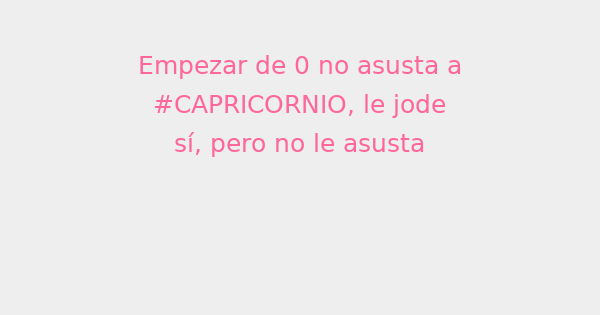 Empezar de 0 no asusta a
#CAPRICORNIO, le jode
sí, pero no le asusta